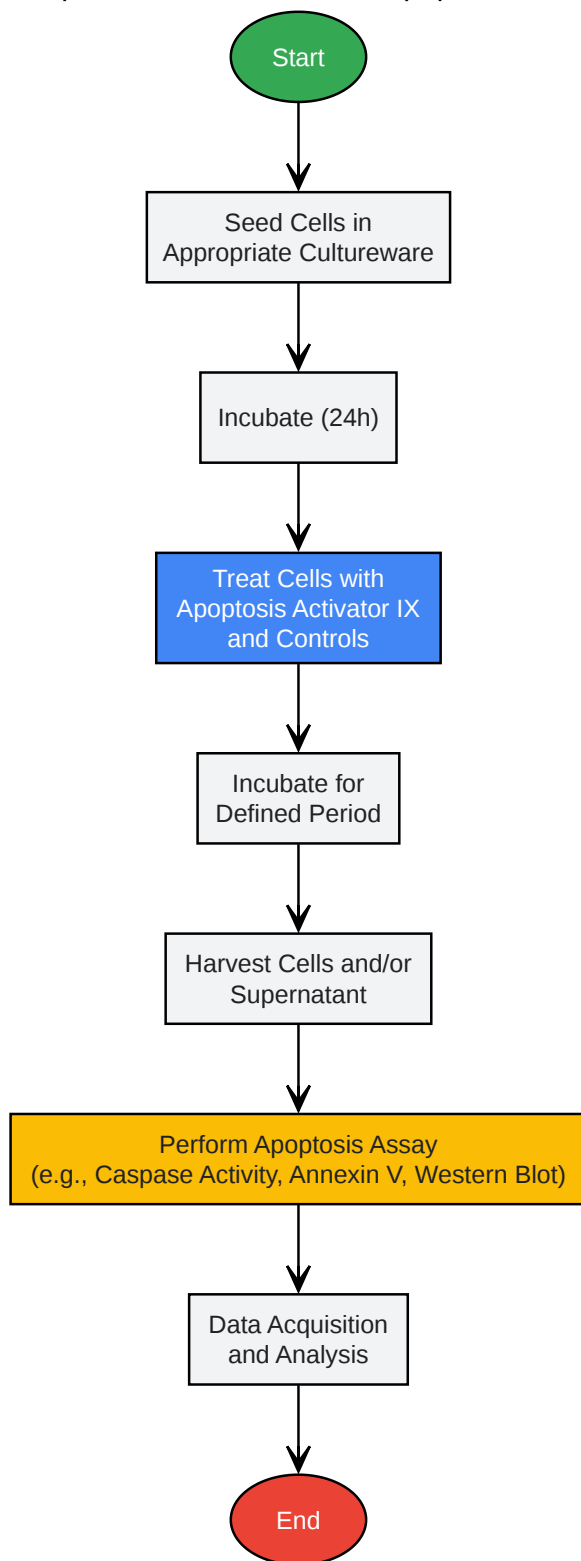 Start
Seed Cells in
Appropriate Cultureware
Incubate (24h)
Treat Cells with
Apoptosis Activator IX
and Controls
Incubate for
Defined Period
Harvest Cells and/or
Supernatant
Perform Apoptosis Assay
(e.g., Caspase Activity, Annexin V, Western Blot)
Data Acquisition
and Analysis
End